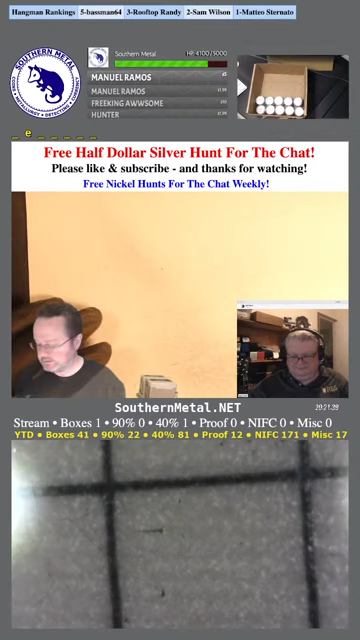 Hangman Rankings 5-bassman64 3-Rooftop Randy 2-Sam Wilson 1-Matteo Sternato
SOUTHERN METAL
Southern Metal HP: 4100/5000
MANUEL RAMOS
MANUEL RAMOS
FREEKING AWWSOME
HUNTER
_ e _ _ _ _ _
Free Half Dollar Silver Hunt For The Chat!
Please like & subscribe - and thanks for watching!
Free Nickel Hunts For The Chat Weekly!
SouthernMetal.NET
Stream • Boxes 1 • 90% 0 • 40% 1 • Proof 0 • NIFC 0 • Misc 0
YTD • Boxes 41 • 90% 22 • 40% 81 • Proof 12 • NIFC 171 • Misc 17